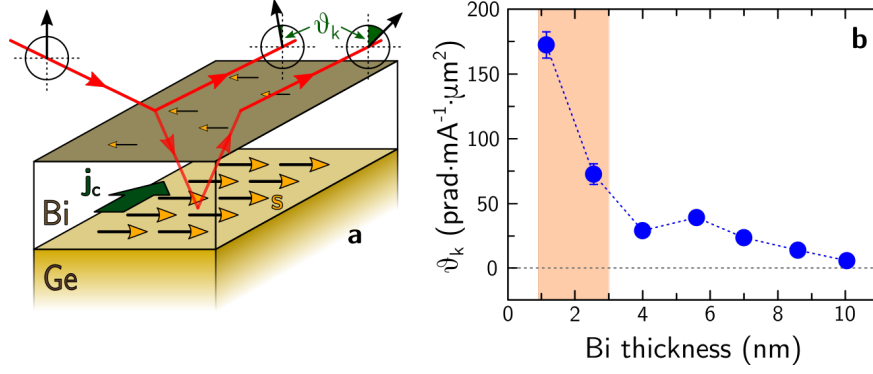 ϑk
jc
Bi
s
a
Ge
b
200
150
100
50
0
ϑk (prad·mA⁻¹·µm²)
0 2 4 6 8 10
Bi thickness (nm)